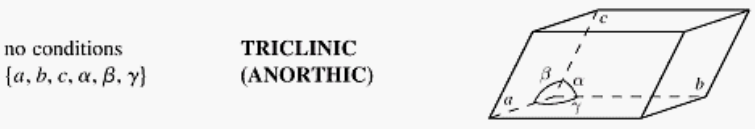 no conditions
{a, b, c, α, β, γ}
TRICLINIC
(ANORTHIC)
c
β
α
b
a
γ